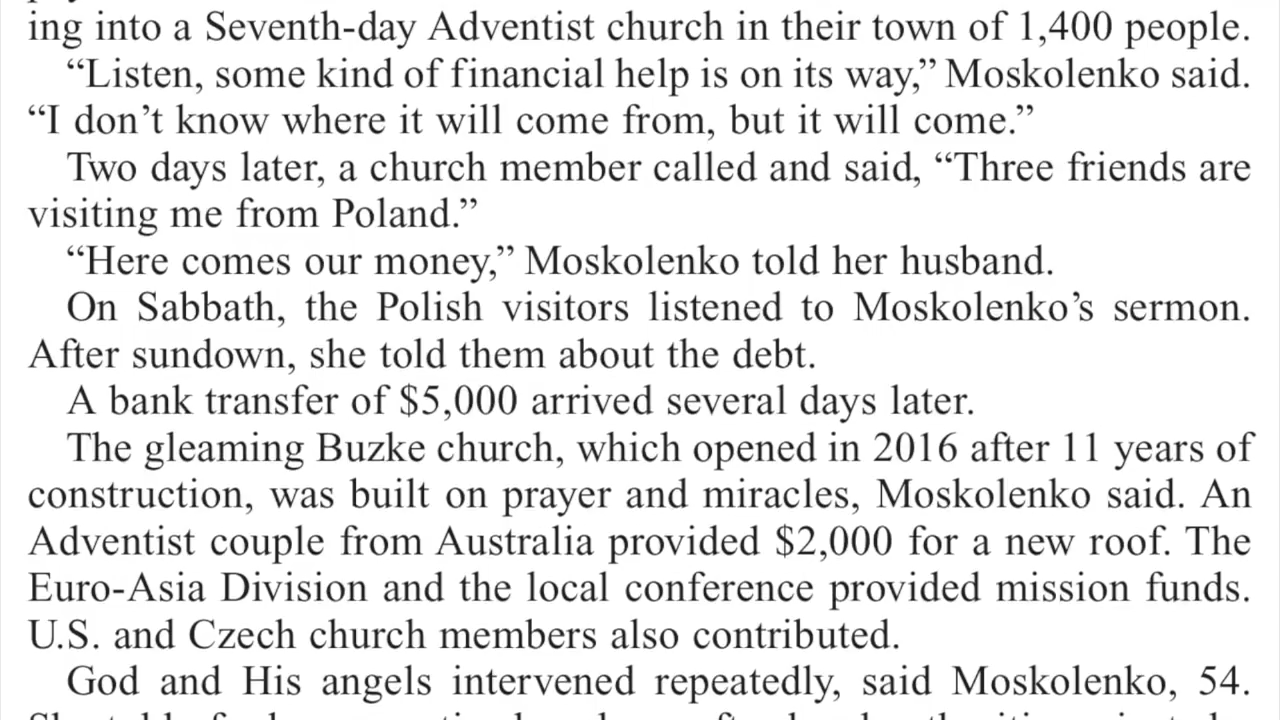 ing into a Seventh-day Adventist church in their town of 1,400 people.
“Listen, some kind of financial help is on its way,” Moskolenko said.
“I don’t know where it will come from, but it will come.”
Two days later, a church member called and said, “Three friends are
visiting me from Poland.”
“Here comes our money,” Moskolenko told her husband.
On Sabbath, the Polish visitors listened to Moskolenko’s sermon.
After sundown, she told them about the debt.
A bank transfer of $5,000 arrived several days later.
The gleaming Buzke church, which opened in 2016 after 11 years of
construction, was built on prayer and miracles, Moskolenko said. An
Adventist couple from Australia provided $2,000 for a new roof. The
Euro-Asia Division and the local conference provided mission funds.
U.S. and Czech church members also contributed.
God and His angels intervened repeatedly, said Moskolenko, 54.